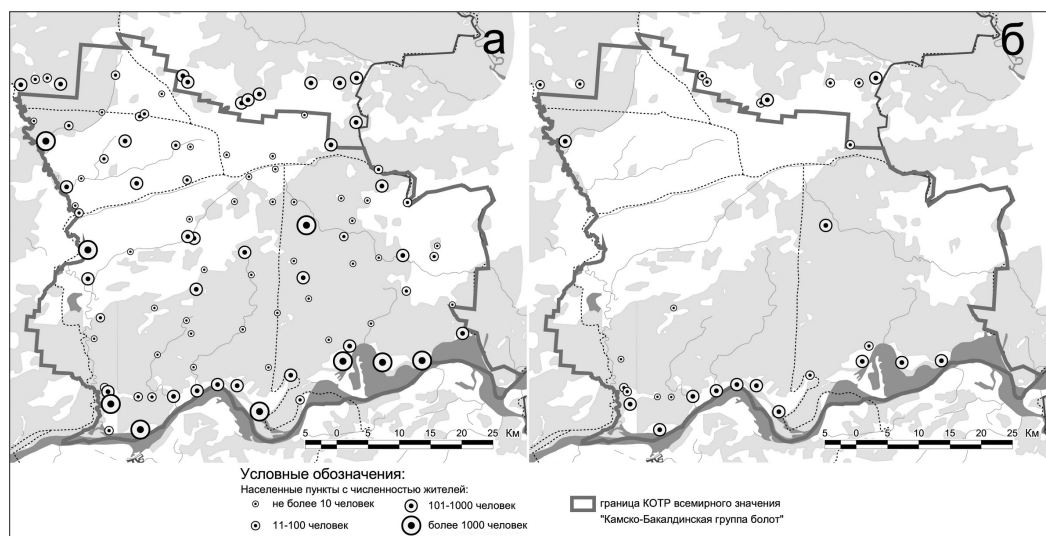 а
б
5 0 5 10 15 20 25 Км
5 0 5 10 15 20 25 Км
Условные обозначения:
Населенные пункты с численностью жителей:
не более 10 человек
101-1000 человек
11-100 человек
более 1000 человек
граница КОТР всемирного значения
"Камско-Бакалдинская группа болот"